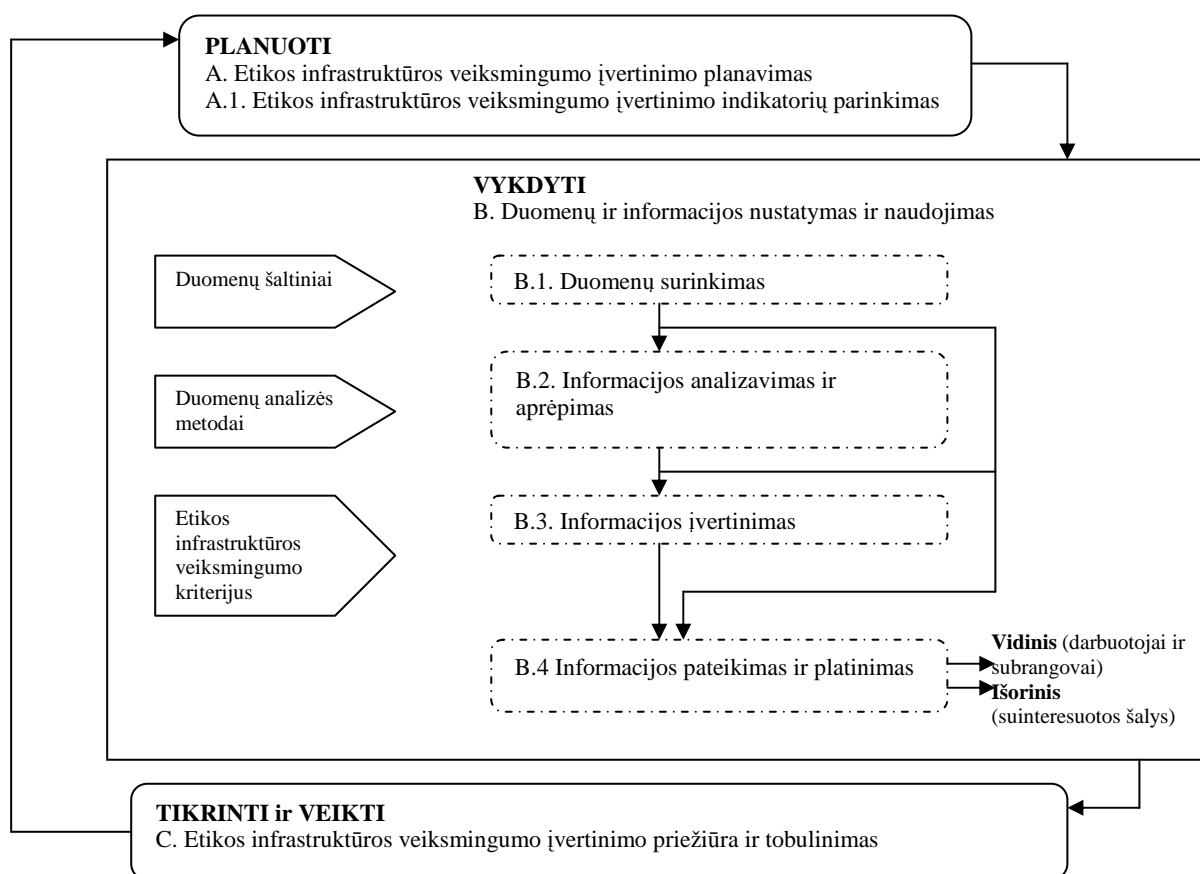 PLANUOTI
A. Etikos infrastruktūros veiksmingumo įvertinimo planavimas
A.1. Etikos infrastruktūros veiksmingumo įvertinimo indikatorių parinkimas
VYKDYTI
B. Duomenų ir informacijos nustatymas ir naudojimas
Duomenų šaltiniai
B.1. Duomenų surinkimas
Duomenų analizės
metodai
B.2. Informacijos analizavimas ir
aprėpimas
Etikos
infrastruktūros
veiksmingumo
kriterijus
B.3. Informacijos įvertinimas
B.4 Informacijos pateikimas ir platinimas
Vidinis (darbuotojai ir
subrangovai)
Išorinis
(suinteresuotos šalys)
TIKRINTI ir VEIKTI
C. Etikos infrastruktūros veiksmingumo įvertinimo priežiūra ir tobulinimas